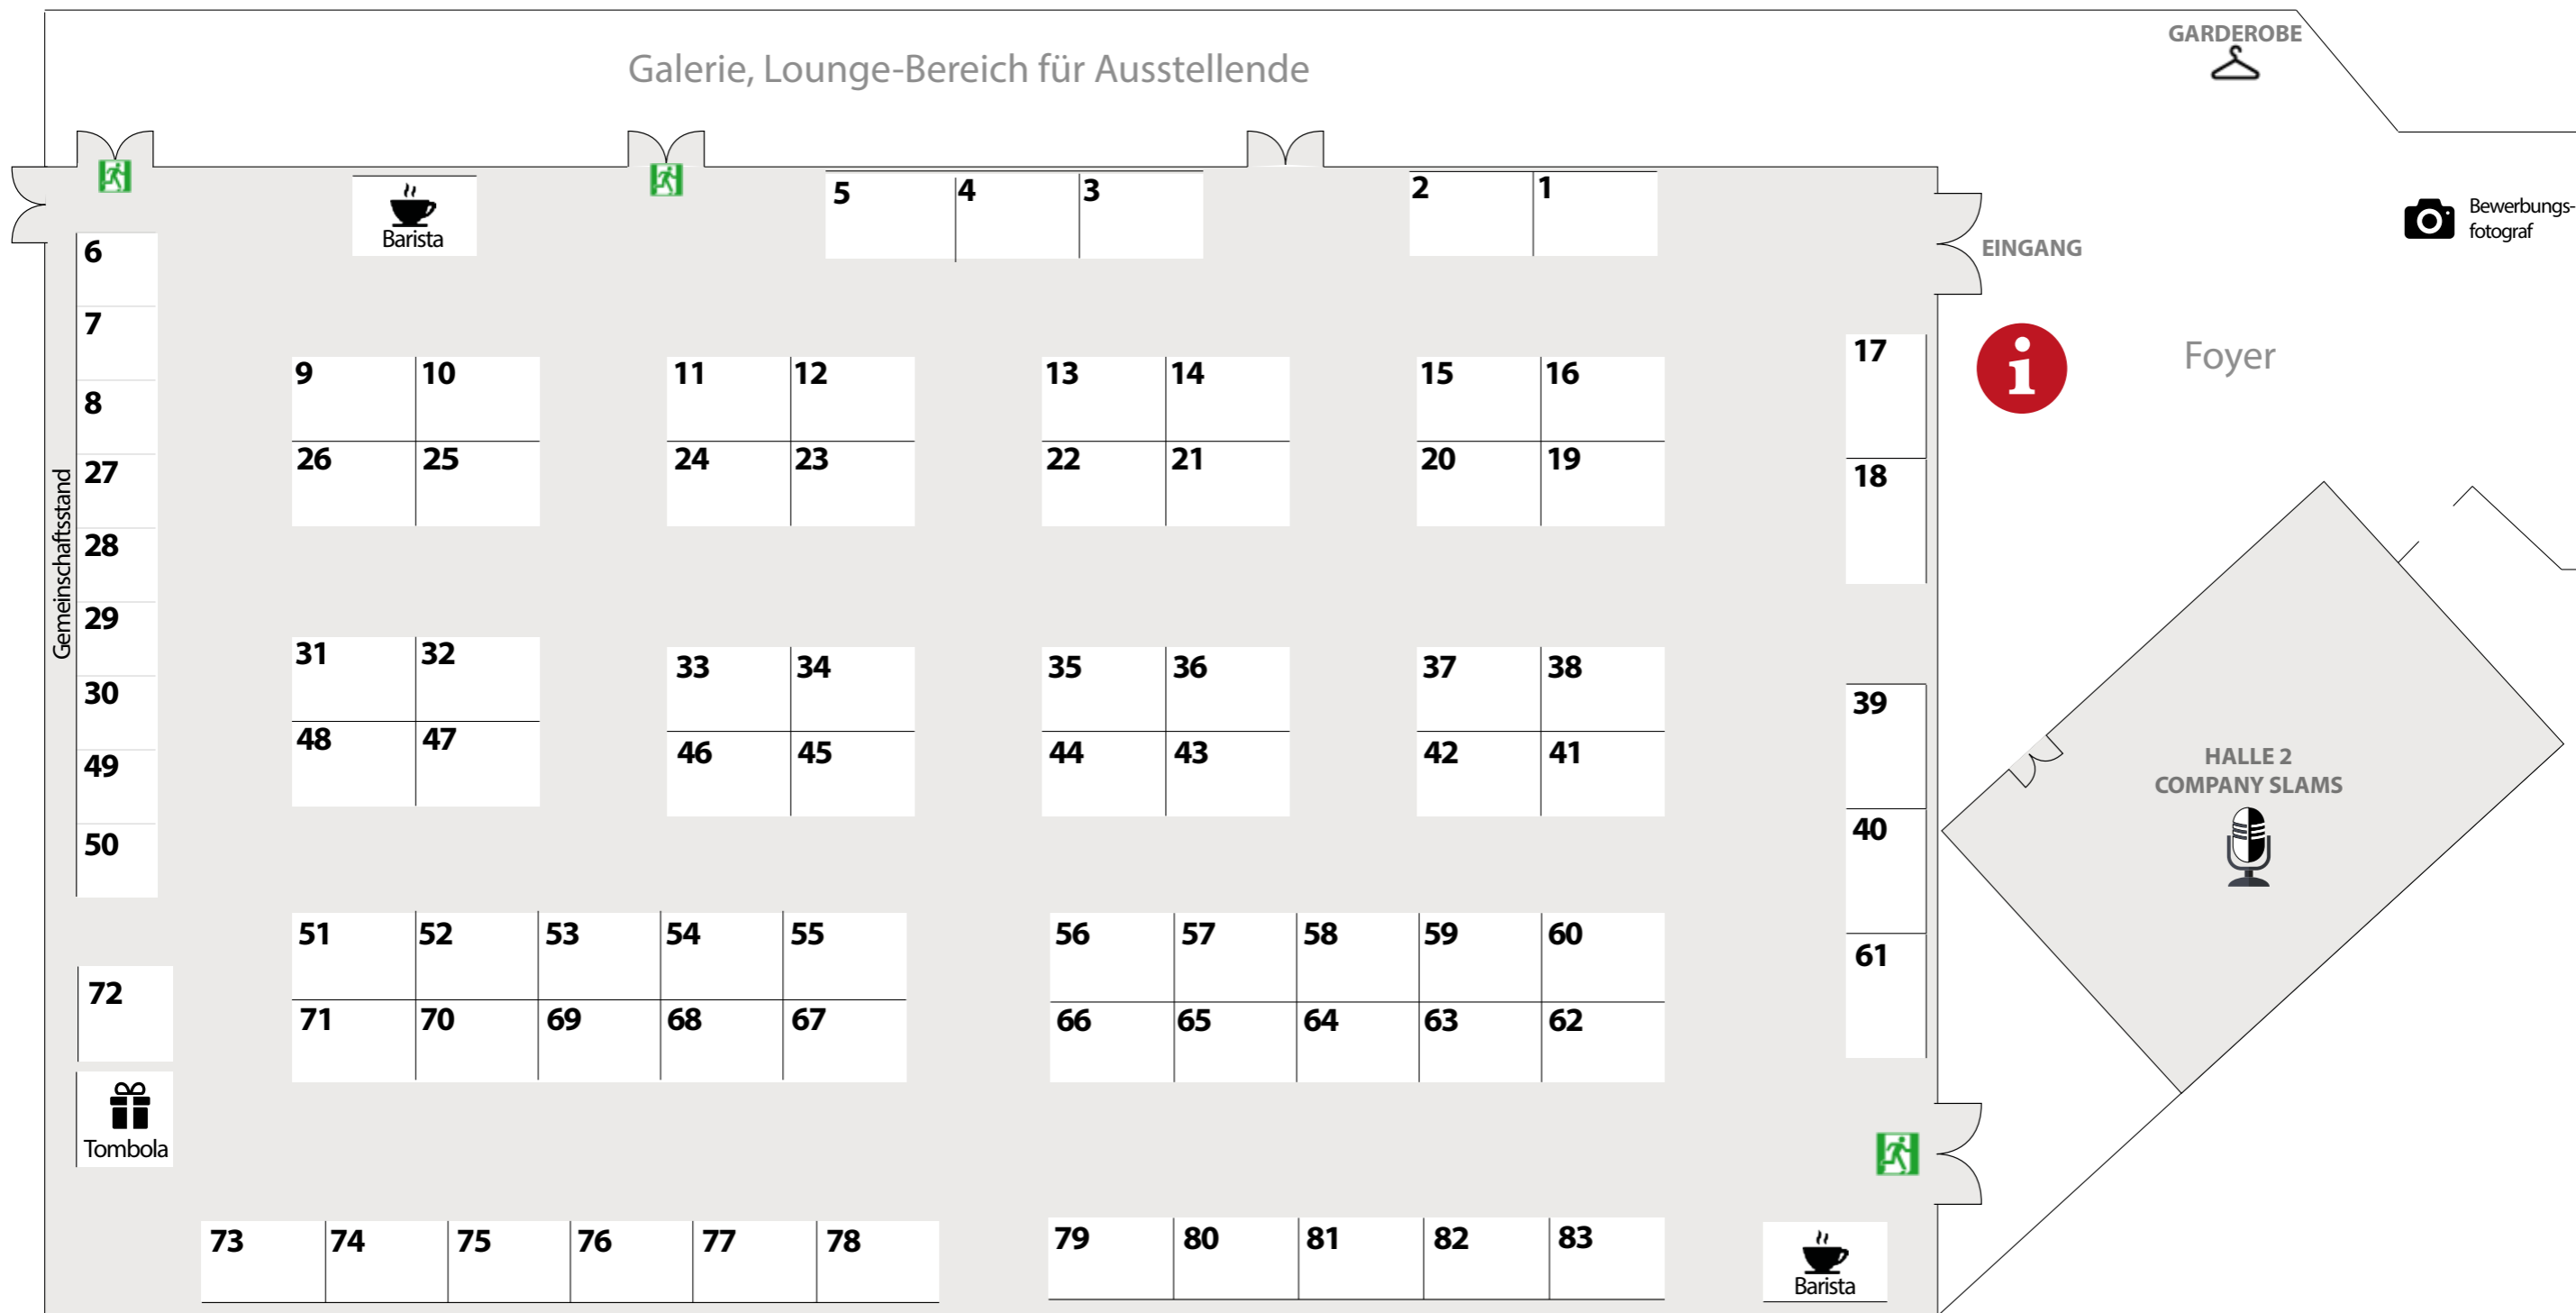 GARDEROBE
Galerie, Lounge-Bereich für Ausstellende
5 4 3 2 1
Barista
Bewerbungs-
fotograf
EINGANG
6
7
8
27
28
29
30
49
50
Gemeinschaftsstand
9 10 11 12 13 14 15 16
26 25 24 23 22 21 20 19
17
18
i
Foyer
31 32 33 34 35 36 37 38
48 47 46 45 44 43 42 41
39
40
61
HALLE 2
COMPANY SLAMS
51 52 53 54 55 56 57 58 59 60
71 70 69 68 67 66 65 64 63 62
72
Tombola
73 74 75 76 77 78 79 80 81 82 83
Barista